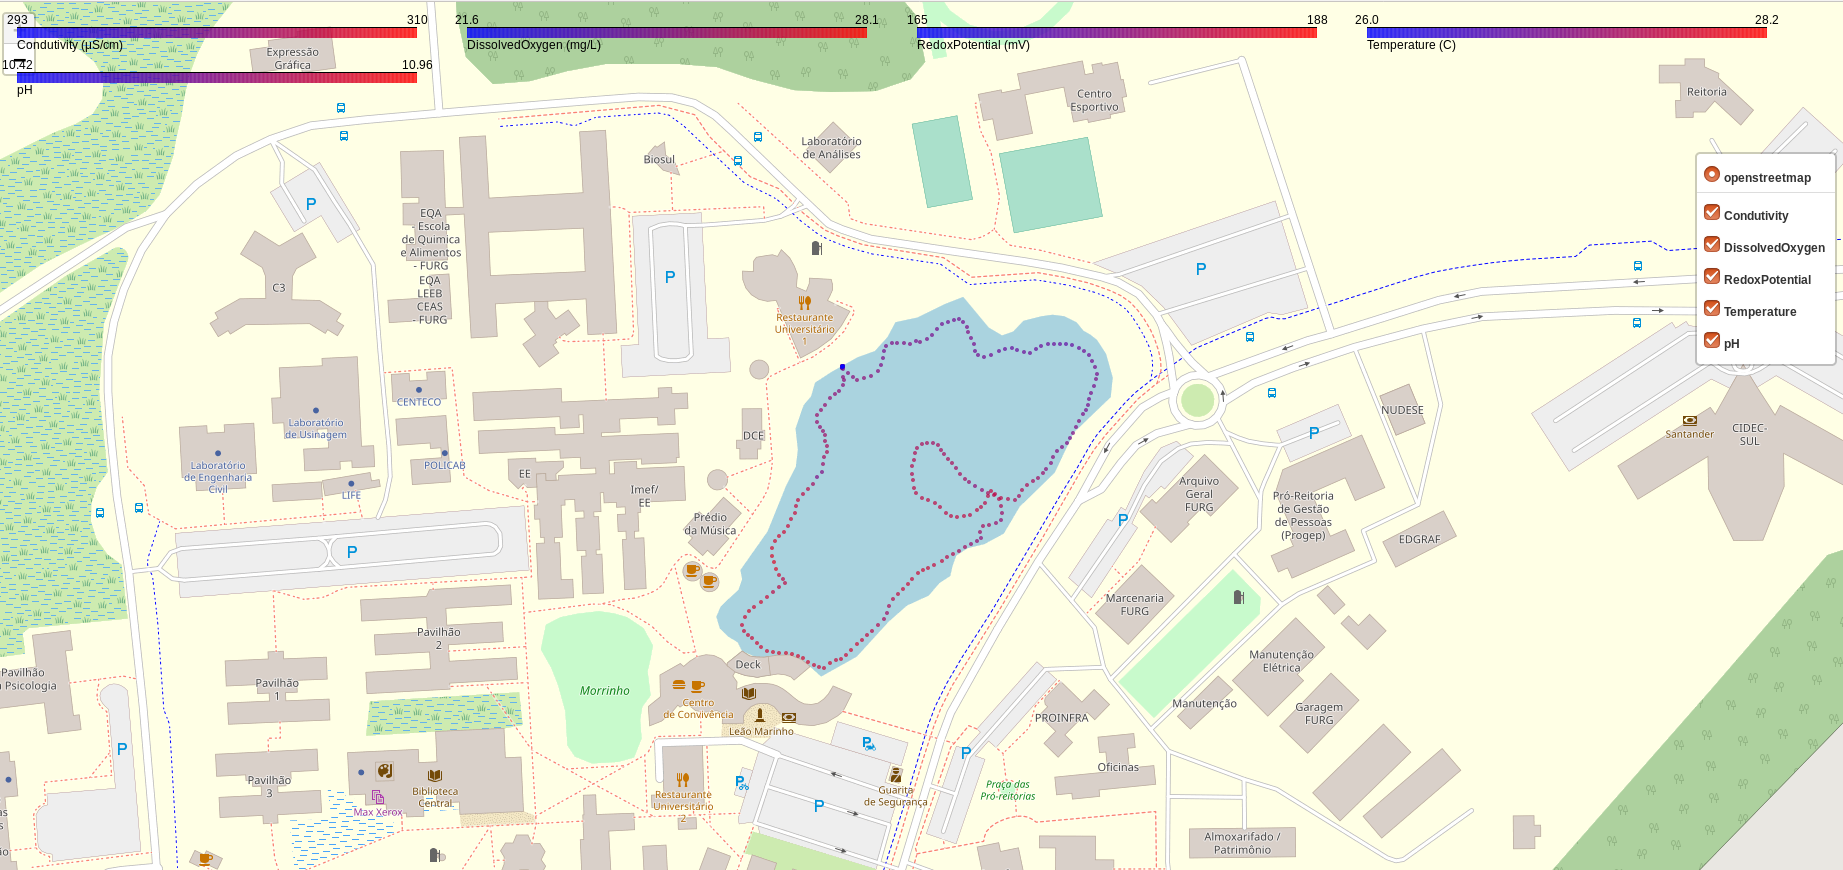 293
310
Condutivity (µS/cm)
21.6
28.1
DissolvedOxygen (mg/L)
165
188
RedoxPotential (mV)
26.0
28.2
Temperature (C)
10.42
10.96
pH
Expressão
Gráfica
Centro
Esportivo
Reitoria
Biosul
Laboratório
de Análises
P
EQA
- Escola
de Quimica
e Alimentos
- FURG
EQA
LEEB
CEAS
- FURG
C3
P
P
Restaurante
Universitário
1
openstreetmap
Condutivity
DissolvedOxygen
RedoxPotential
Temperature
pH
CENTECO
Laboratório
de Usinagem
POLICAB
Laboratório
de Engenharia
Civil
LIFE
EE
DCE
Imef/
EE
Prédio
da Música
P
NUDESE
P
Santander
CIDEC-
SUL
Arquivo
Geral
FURG
Pró-Reitoria
de Gestão
de Pessoas
(Progep)
P
EDGRAF
Marcenaria
FURG
Pavilhão
2
Pavilhão
Psicologia
Pavilhão
1
Morrinho
Deck
Centro
de Convivência
Leão Marinho
Manutenção
Elétrica
Manutenção
Garagem
FURG
PROINFRA
P
P
P
P
Oficinas
Praça das
Pró-reitorias
Guarita
de Segurança
Pavilhão
3
Biblioteca
Central.
Max Xerox
Restaurante
Universitário
2
P
P
Almoxarifado /
Patrimônio